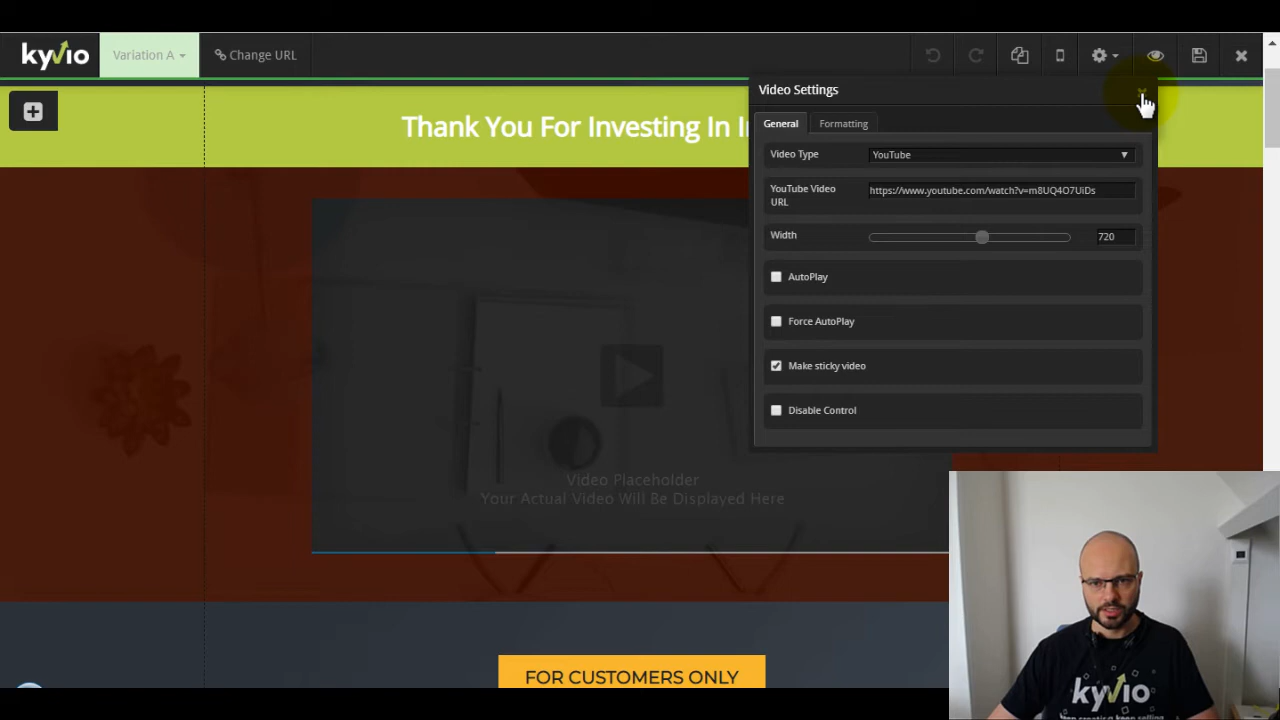 kyvio
Variation A
Change URL
Thank You For Investing In I
Video Settings
General
Formatting
Video Type
YouTube
YouTube Video
URL
https://www.youtube.com/watch?v=m8UQ4O7UiDs
Width
720
AutoPlay
Force AutoPlay
Make sticky video
Disable Control
Video Placeholder
Your Actual Video Will Be Displayed Here
FOR CUSTOMERS ONLY
kyvio